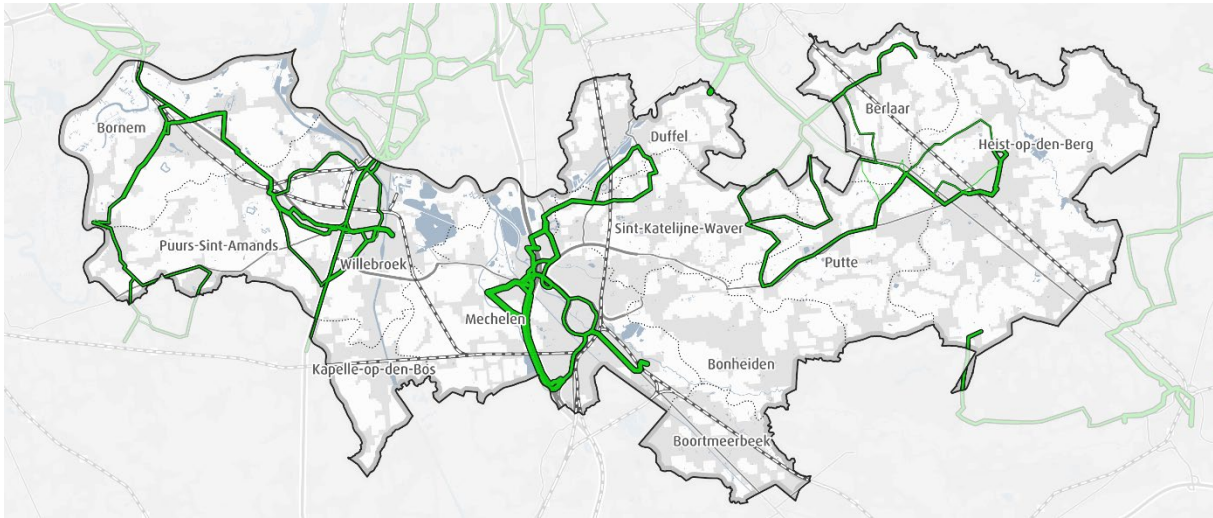 Bornem
Berlaar
Duffel
Heist-op-den-Berg
Sint-Katelijne-Waver
Puurs-Sint-Amands
Willebroek
Putte
Mechelen
Bonheiden
Kapelle-op-den-Bos
Boortmeerbeek